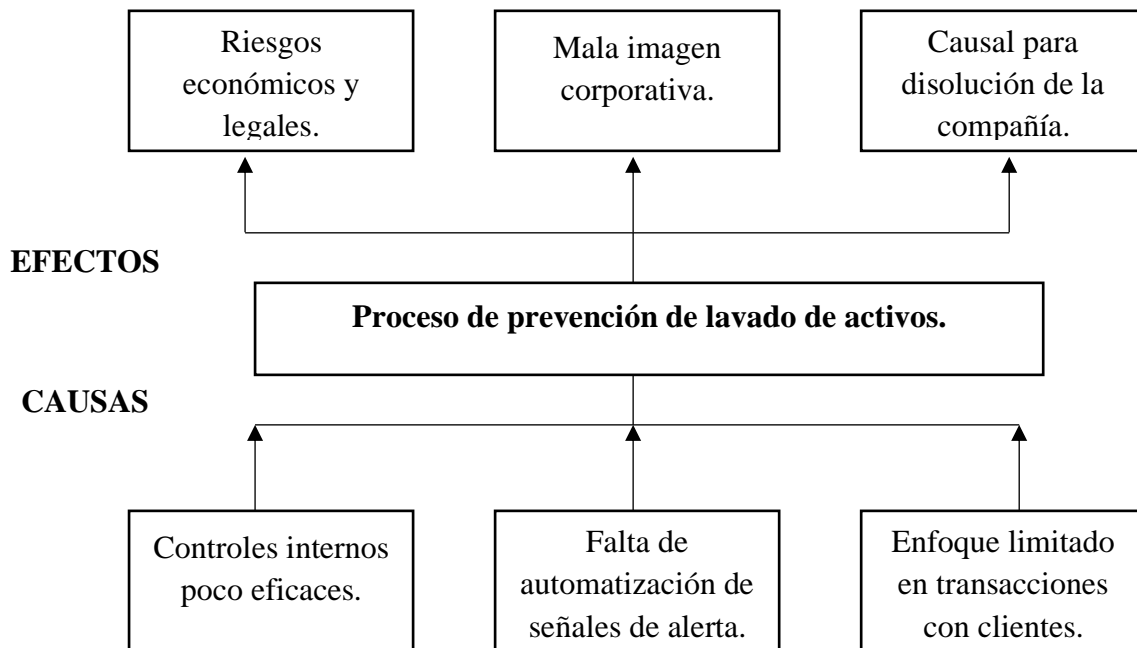 Riesgos
económicos y
legales.
Mala imagen
corporativa.
Causal para
disolución de la
compañía.
EFECTOS
Proceso de prevención de lavado de activos.
CAUSAS
Controles internos
poco eficaces.
Falta de
automatización de
señales de alerta.
Enfoque limitado
en transacciones
con clientes.